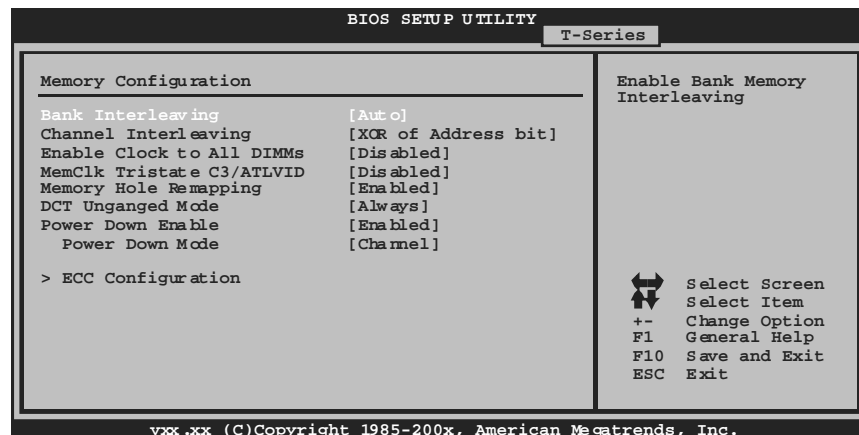 BIOS SETUP UTILITY
T-Series
Memory Configuration
Bank Interleaving [Auto]
Channel Interleaving [XOR of Address bit]
Enable Clock to All DIMMs [Disabled]
MemClk Tristate C3/ATLVID [Disabled]
Memory Hole Remapping [Enabled]
DCT Unganged Mode [Always]
Power Down Enable [Enabled]
Power Down Mode [Channel]
> ECC Configuration
Enable Bank Memory
Interleaving
Select Screen
Select Item
+- Change Option
F1 General Help
F10 Save and Exit
ESC Exit
vxx.xx (C)Copyright 1985-200x, American Megatrends, Inc.